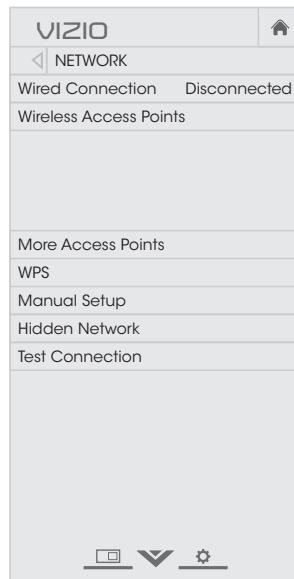 VIZIO
NETWORK
Wired Connection Disconnected
Wireless Access Points
More Access Points
WPS
Manual Setup
Hidden Network
Test Connection